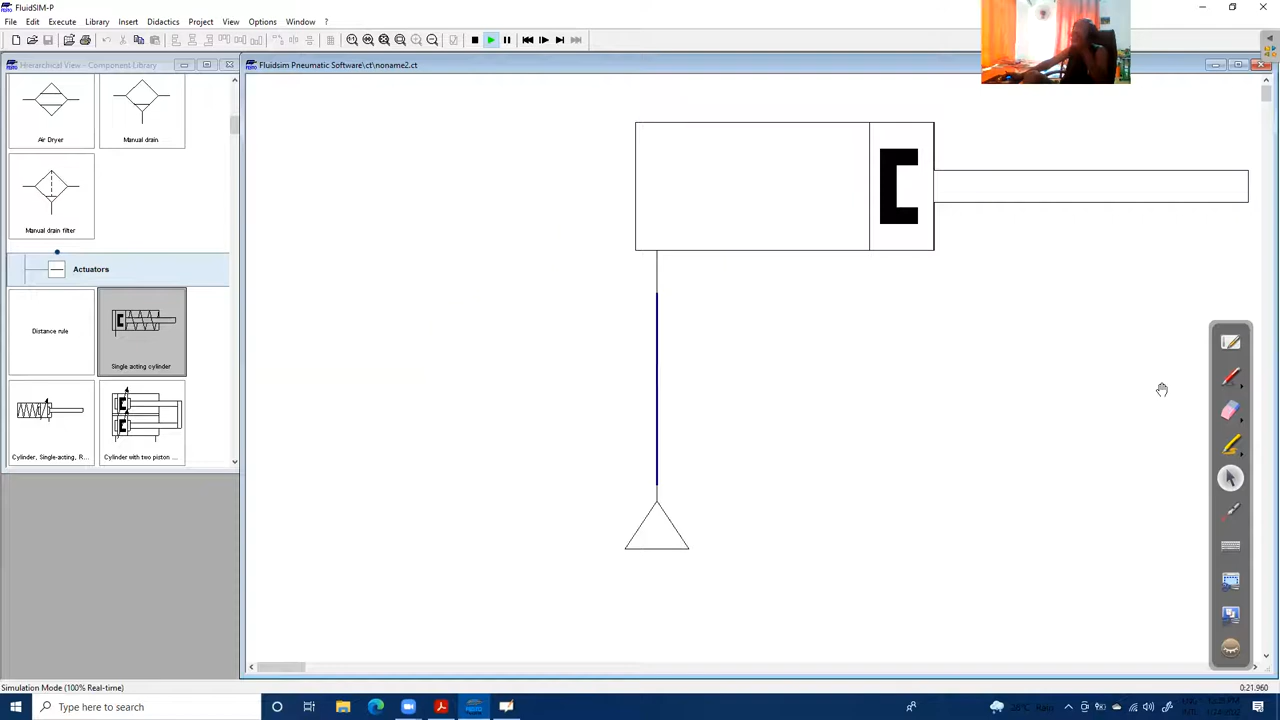 FluidSIM-P
File Edit Execute Library Insert Didactics Project View Options Window ?
Hierarchical View - Component Library
Fluidsim Pneumatic Software\ct\noname2.ct
Air Dryer Manual drain
Manual drain filter
Actuators
Distance rule
Single acting cylinder
Cylinder, Single-acting, R... Cylinder with two piston ...
Simulation Mode (100% Real-time) 0:21.960
Type here to search
Rain